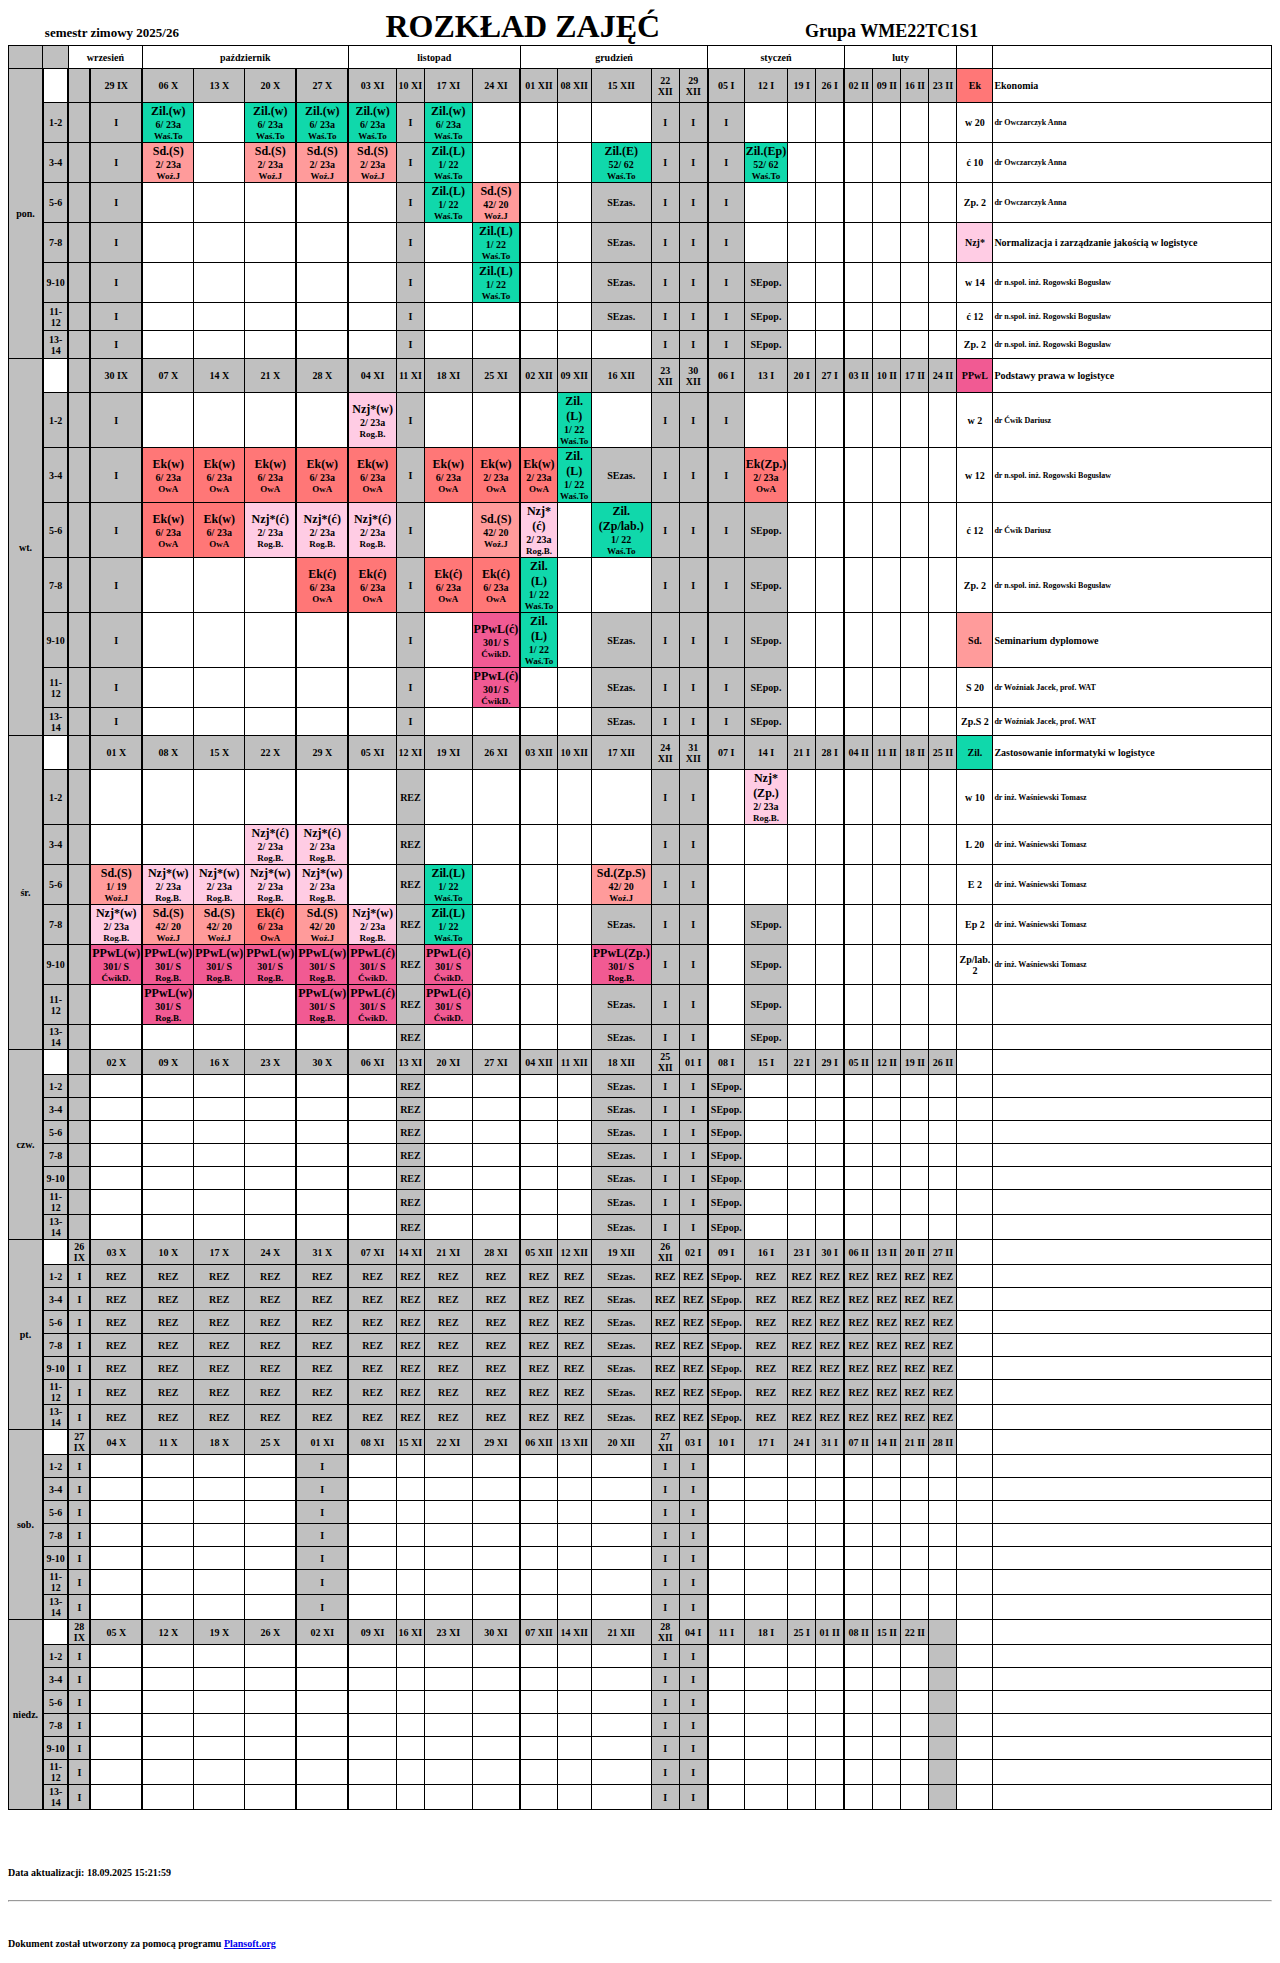 semestr zimowy 2025/26 ROZKŁAD ZAJĘĆ Grupa WME22TC1S1
wrzesień październik listopad grudzień styczeń luty
pon. 29 IX 06 X 13 X 20 X 27 X 03 XI 10 XI 17 XI 24 XI 01 XII 08 XII 15 XII 22 XII 29 XII 05 I 12 I 19 I 26 I 02 II 09 II 16 II 23 II Ek Ekonomia
1-2 I Zil.(w) 6/ 23a Waś.To Zil.(w) 6/ 23a Waś.To Zil.(w) 6/ 23a Waś.To Zil.(w) 6/ 23a Waś.To I Zil.(w) 6/ 23a Waś.To I I I w 20 dr Owczarczyk Anna
3-4 I Sd.(S) 2/ 23a Woź.J Sd.(S) 2/ 23a Woź.J Sd.(S) 2/ 23a Woź.J Sd.(S) 2/ 23a Woź.J I Zil.(L) 1/ 22 Waś.To Zil.(E) 52/ 62 Waś.To I I I Zil.(Ep) 52/ 62 Waś.To ć 10 dr Owczarczyk Anna
5-6 I I Zil.(L) 1/ 22 Waś.To Sd.(S) 42/ 20 Woź.J SEzas. I I I Zp. 2 dr Owczarczyk Anna
7-8 I I Zil.(L) 1/ 22 Waś.To SEzas. I I I Nzj* Normalizacja i zarządzanie jakością w logistyce
9-10 I I Zil.(L) 1/ 22 Waś.To SEzas. I I I SEpop. w 14 dr n.społ. inż. Rogowski Bogusław
11-12 I I SEzas. I I I SEpop. ć 12 dr n.społ. inż. Rogowski Bogusław
13-14 I I I I I SEpop. Zp. 2 dr n.społ. inż. Rogowski Bogusław
wt. 30 IX 07 X 14 X 21 X 28 X 04 XI 11 XI 18 XI 25 XI 02 XII 09 XII 16 XII 23 XII 30 XII 06 I 13 I 20 I 27 I 03 II 10 II 17 II 24 II PPwL Podstawy prawa w logistyce
1-2 I Nzj*(w) 2/ 23a Rog.B. I Zil.(L) 1/ 22 Waś.To I I I w 2 dr Ćwik Dariusz
3-4 I Ek(w) 6/ 23a OwA Ek(w) 6/ 23a OwA Ek(w) 6/ 23a OwA Ek(w) 6/ 23a OwA Ek(w) 6/ 23a OwA I Ek(w) 6/ 23a OwA Ek(w) 2/ 23a OwA Ek(w) 2/ 23a OwA Zil.(L) 1/ 22 Waś.To SEzas. I I I Ek(Zp.) 2/ 23a OwA w 12 dr n.społ. inż. Rogowski Bogusław
5-6 I Ek(w) 6/ 23a OwA Ek(w) 6/ 23a OwA Nzj*(ć) 2/ 23a Rog.B. Nzj*(ć) 2/ 23a Rog.B. Nzj*(ć) 2/ 23a Rog.B. I Sd.(S) 42/ 20 Woź.J Nzj*(ć) 2/ 23a Rog.B. Zil.(Zp/lab.) 1/ 22 Waś.To I I I SEpop. ć 12 dr Ćwik Dariusz
7-8 I Ek(ć) 6/ 23a OwA Ek(ć) 6/ 23a OwA I Ek(ć) 6/ 23a OwA Ek(ć) 6/ 23a OwA Zil.(L) 1/ 22 Waś.To I I I SEpop. Zp. 2 dr n.społ. inż. Rogowski Bogusław
9-10 I I PPwL(ć) 301/ S ĆwikD. Zil.(L) 1/ 22 Waś.To SEzas. I I I SEpop. Sd. Seminarium dyplomowe
11-12 I I PPwL(ć) 301/ S ĆwikD. SEzas. I I I SEpop. S 20 dr Woźniak Jacek, prof. WAT
13-14 I I SEzas. I I I SEpop. Zp.S 2 dr Woźniak Jacek, prof. WAT
śr. 01 X 08 X 15 X 22 X 29 X 05 XI 12 XI 19 XI 26 XI 03 XII 10 XII 17 XII 24 XII 31 XII 07 I 14 I 21 I 28 I 04 II 11 II 18 II 25 II Zil. Zastosowanie informatyki w logistyce
1-2 REZ I I Nzj*(Zp.) 2/ 23a Rog.B. w 10 dr inż. Waśniewski Tomasz
3-4 Nzj*(ć) 2/ 23a Rog.B. Nzj*(ć) 2/ 23a Rog.B. REZ I I L 20 dr inż. Waśniewski Tomasz
5-6 Sd.(S) 1/ 19 Woź.J Nzj*(w) 2/ 23a Rog.B. Nzj*(w) 2/ 23a Rog.B. Nzj*(w) 2/ 23a Rog.B. Nzj*(w) 2/ 23a Rog.B. REZ Zil.(L) 1/ 22 Waś.To Sd.(Zp.S) 42/ 20 Woź.J I I E 2 dr inż. Waśniewski Tomasz
7-8 Nzj*(w) 2/ 23a Rog.B. Sd.(S) 42/ 20 Woź.J Sd.(S) 42/ 20 Woź.J Ek(ć) 6/ 23a OwA Sd.(S) 42/ 20 Woź.J Nzj*(w) 2/ 23a Rog.B. REZ Zil.(L) 1/ 22 Waś.To SEzas. I I SEpop. Ep 2 dr inż. Waśniewski Tomasz
9-10 PPwL(w) 301/ S ĆwikD. PPwL(w) 301/ S Rog.B. PPwL(w) 301/ S Rog.B. PPwL(w) 301/ S Rog.B. PPwL(w) 301/ S Rog.B. PPwL(ć) 301/ S ĆwikD. REZ PPwL(ć) 301/ S ĆwikD. PPwL(Zp.) 301/ S Rog.B. I I SEpop. Zp/lab. 2 dr inż. Waśniewski Tomasz
11-12 PPwL(w) 301/ S Rog.B. PPwL(w) 301/ S Rog.B. PPwL(ć) 301/ S ĆwikD. REZ PPwL(ć) 301/ S ĆwikD. SEzas. I I SEpop.
13-14 REZ SEzas. I I SEpop.
czw. 02 X 09 X 16 X 23 X 30 X 06 XI 13 XI 20 XI 27 XI 04 XII 11 XII 18 XII 25 XII 01 I 08 I 15 I 22 I 29 I 05 II 12 II 19 II 26 II
1-2 REZ SEzas. I I SEpop.
3-4 REZ SEzas. I I SEpop.
5-6 REZ SEzas. I I SEpop.
7-8 REZ SEzas. I I SEpop.
9-10 REZ SEzas. I I SEpop.
11-12 REZ SEzas. I I SEpop.
13-14 REZ SEzas. I I SEpop.
pt. 26 IX 03 X 10 X 17 X 24 X 31 X 07 XI 14 XI 21 XI 28 XI 05 XII 12 XII 19 XII 26 XII 02 I 09 I 16 I 23 I 30 I 06 II 13 II 20 II 27 II
1-2 I REZ REZ REZ REZ REZ REZ REZ REZ REZ REZ REZ SEzas. REZ REZ SEpop. REZ REZ REZ REZ REZ REZ REZ
3-4 I REZ REZ REZ REZ REZ REZ REZ REZ REZ REZ REZ SEzas. REZ REZ SEpop. REZ REZ REZ REZ REZ REZ REZ
5-6 I REZ REZ REZ REZ REZ REZ REZ REZ REZ REZ REZ SEzas. REZ REZ SEpop. REZ REZ REZ REZ REZ REZ REZ
7-8 I REZ REZ REZ REZ REZ REZ REZ REZ REZ REZ REZ SEzas. REZ REZ SEpop. REZ REZ REZ REZ REZ REZ REZ
9-10 I REZ REZ REZ REZ REZ REZ REZ REZ REZ REZ REZ SEzas. REZ REZ SEpop. REZ REZ REZ REZ REZ REZ REZ
11-12 I REZ REZ REZ REZ REZ REZ REZ REZ REZ REZ REZ SEzas. REZ REZ SEpop. REZ REZ REZ REZ REZ REZ REZ
13-14 I REZ REZ REZ REZ REZ REZ REZ REZ REZ REZ REZ SEzas. REZ REZ SEpop. REZ REZ REZ REZ REZ REZ REZ
sob. 27 IX 04 X 11 X 18 X 25 X 01 XI 08 XI 15 XI 22 XI 29 XI 06 XII 13 XII 20 XII 27 XII 03 I 10 I 17 I 24 I 31 I 07 II 14 II 21 II 28 II
1-2 I I I I
3-4 I I I I
5-6 I I I I
7-8 I I I I
9-10 I I I I
11-12 I I I I
13-14 I I I I
niedz. 28 IX 05 X 12 X 19 X 26 X 02 XI 09 XI 16 XI 23 XI 30 XI 07 XII 14 XII 21 XII 28 XII 04 I 11 I 18 I 25 I 01 II 08 II 15 II 22 II
1-2 I I I
3-4 I I I
5-6 I I I
7-8 I I I
9-10 I I I
11-12 I I I
13-14 I I I
Data aktualizacji: 18.09.2025 15:21:59
Dokument został utworzony za pomocą programu Plansoft.org